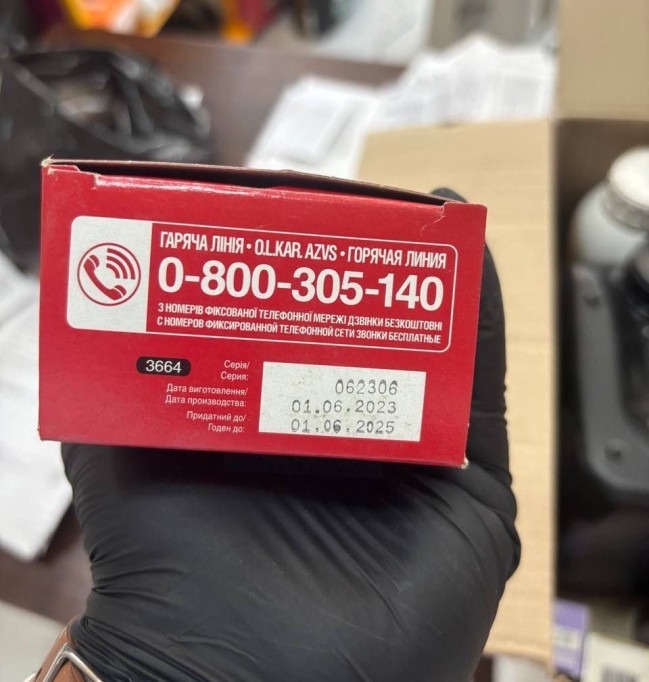 ГАРЯЧА ЛІНІЯ • O.L.KAR. AZVS • ГОРЯЧАЯ ЛИНИЯ
0-800-305-140
З НОМЕРІВ ФІКСОВАНОЇ ТЕЛЕФОННОЇ МЕРЕЖІ ДЗВІНКИ БЕЗКОШТОВНІ
С НОМЕРОВ ФИКСИРОВАННОЙ ТЕЛЕФОННОЙ СЕТИ ЗВОНКИ БЕСПЛАТНЫЕ
3664
Серія/
Серия: 062306
Дата виготовлення/
Дата производства: 01.06.2023
Придатний до/
Годен до: 01.06.2025